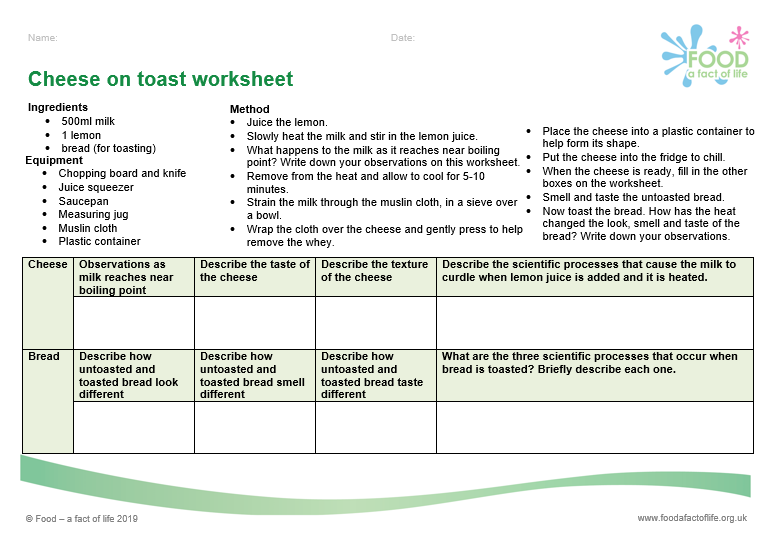 Name:
Date:
FOOD
a fact of life
Cheese on toast worksheet
Ingredients
• 500ml milk
• 1 lemon
• bread (for toasting)
Equipment
• Chopping board and knife
• Juice squeezer
• Saucepan
• Measuring jug
• Muslin cloth
• Plastic container
Method
• Juice the lemon.
• Slowly heat the milk and stir in the lemon juice.
• What happens to the milk as it reaches near boiling
point? Write down your observations on this worksheet.
• Remove from the heat and allow to cool for 5-10
minutes.
• Strain the milk through the muslin cloth, in a sieve over
a bowl.
• Wrap the cloth over the cheese and gently press to help
remove the whey.
• Place the cheese into a plastic container to
help form its shape.
• Put the cheese into the fridge to chill.
• When the cheese is ready, fill in the other
boxes on the worksheet.
• Smell and taste the untoasted bread.
• Now toast the bread. How has the heat
changed the look, smell and taste of the
bread? Write down your observations.
Cheese
Observations as
milk reaches near
boiling point
Describe the taste of
the cheese
Describe the texture
of the cheese
Describe the scientific processes that cause the milk to
curdle when lemon juice is added and it is heated.
Bread
Describe how
untoasted and
toasted bread look
different
Describe how
untoasted and
toasted bread smell
different
Describe how
untoasted and
toasted bread taste
different
What are the three scientific processes that occur when
bread is toasted? Briefly describe each one.
© Food – a fact of life 2019
www.foodafactoflife.org.uk